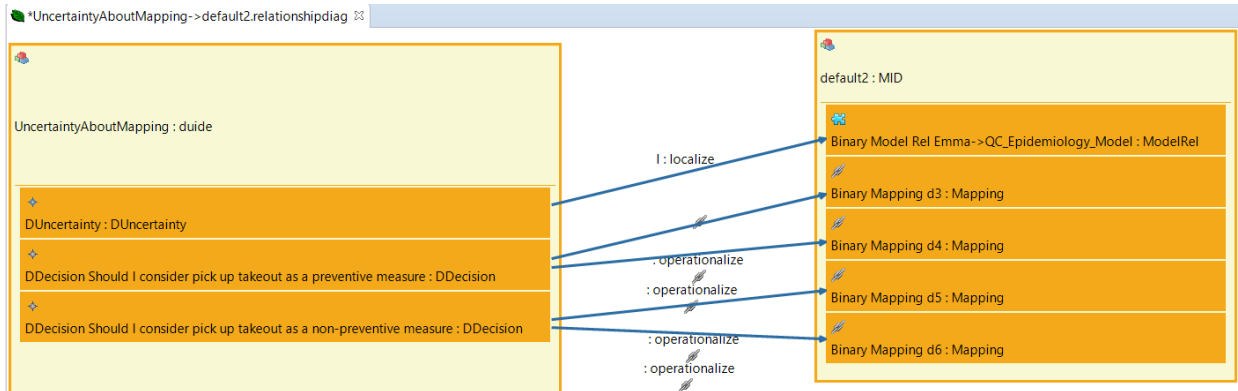 *UncertaintyAboutMapping->default2.relationshipdiag
UncertaintyAboutMapping : duide
DUncertainty : DUncertainty
DDecision Should I consider pick up takeout as a preventive measure : DDecision
DDecision Should I consider pick up takeout as a non-preventive measure : DDecision
l : localize
: operationalize
: operationalize
: operationalize
: operationalize
default2 : MID
Binary Model Rel Emma->QC_Epidemiology_Model : ModelRel
Binary Mapping d3 : Mapping
Binary Mapping d4 : Mapping
Binary Mapping d5 : Mapping
Binary Mapping d6 : Mapping